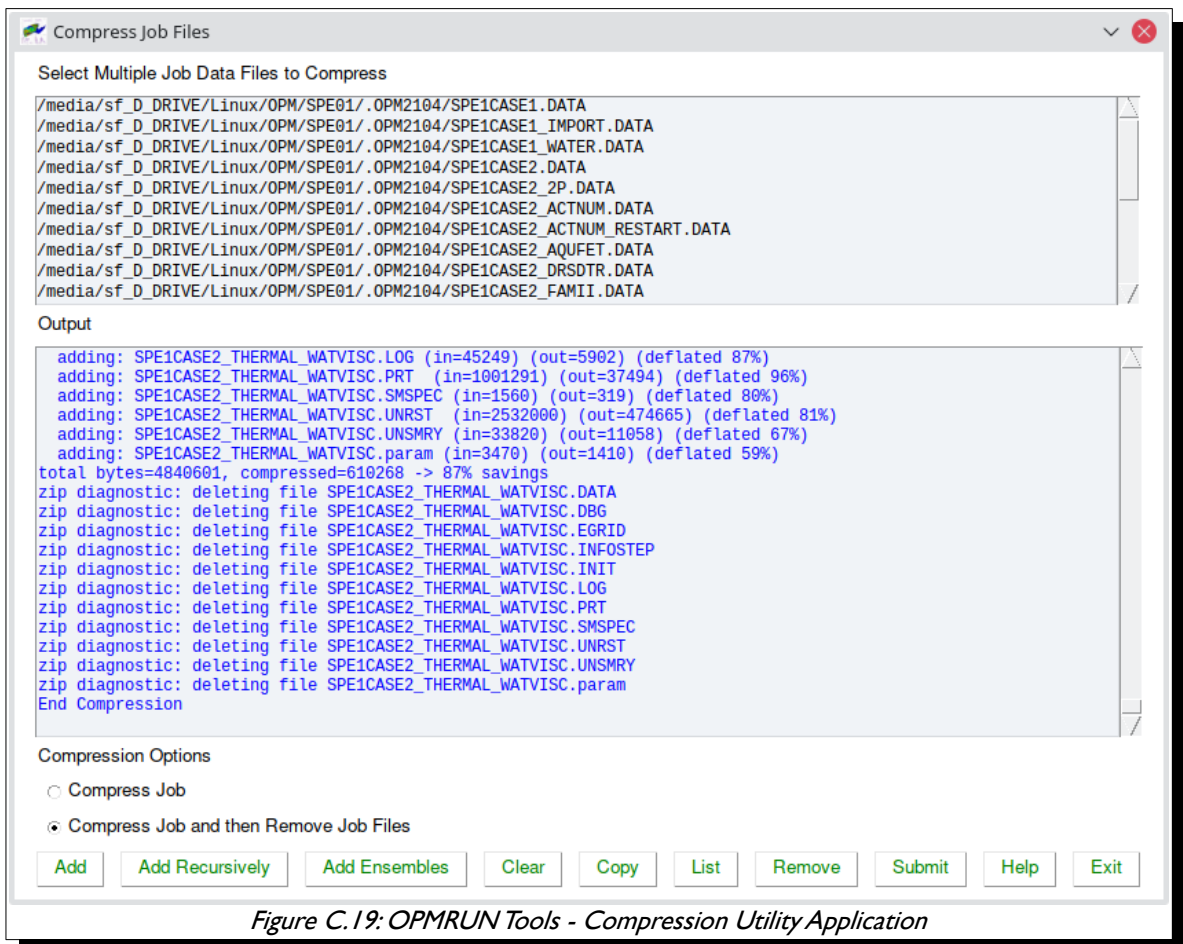 Compress Job Files
Select Multiple Job Data Files to Compress
/media/sf_D_DRIVE/Linux/OPM/SPE01/.OPM2104/SPE1CASE1.DATA
/media/sf_D_DRIVE/Linux/OPM/SPE01/.OPM2104/SPE1CASE1_IMPORT.DATA
/media/sf_D_DRIVE/Linux/OPM/SPE01/.OPM2104/SPE1CASE1_WATER.DATA
/media/sf_D_DRIVE/Linux/OPM/SPE01/.OPM2104/SPE1CASE2.DATA
/media/sf_D_DRIVE/Linux/OPM/SPE01/.OPM2104/SPE1CASE2_2P.DATA
/media/sf_D_DRIVE/Linux/OPM/SPE01/.OPM2104/SPE1CASE2_ACTNUM.DATA
/media/sf_D_DRIVE/Linux/OPM/SPE01/.OPM2104/SPE1CASE2_ACTNUM_RESTART.DATA
/media/sf_D_DRIVE/Linux/OPM/SPE01/.OPM2104/SPE1CASE2_AQUFET.DATA
/media/sf_D_DRIVE/Linux/OPM/SPE01/.OPM2104/SPE1CASE2_DRSDTR.DATA
/media/sf_D_DRIVE/Linux/OPM/SPE01/.OPM2104/SPE1CASE2_FAMII.DATA
Output
adding: SPE1CASE2_THERMAL_WATVISC.LOG (in=45249) (out=5902) (deflated 87%)
adding: SPE1CASE2_THERMAL_WATVISC.PRT  (in=1001291) (out=37494) (deflated 96%)
adding: SPE1CASE2_THERMAL_WATVISC.SMSPEC (in=1560) (out=319) (deflated 80%)
adding: SPE1CASE2_THERMAL_WATVISC.UNRST  (in=2532000) (out=474665) (deflated 81%)
adding: SPE1CASE2_THERMAL_WATVISC.UNSMRY (in=33820) (out=11058) (deflated 67%)
adding: SPE1CASE2_THERMAL_WATVISC.param (in=3470) (out=1410) (deflated 59%)
total bytes=4840601, compressed=610268 -> 87% savings
zip diagnostic: deleting file SPE1CASE2_THERMAL_WATVISC.DATA
zip diagnostic: deleting file SPE1CASE2_THERMAL_WATVISC.DBG
zip diagnostic: deleting file SPE1CASE2_THERMAL_WATVISC.EGRID
zip diagnostic: deleting file SPE1CASE2_THERMAL_WATVISC.INFOSTEP
zip diagnostic: deleting file SPE1CASE2_THERMAL_WATVISC.INIT
zip diagnostic: deleting file SPE1CASE2_THERMAL_WATVISC.LOG
zip diagnostic: deleting file SPE1CASE2_THERMAL_WATVISC.PRT
zip diagnostic: deleting file SPE1CASE2_THERMAL_WATVISC.SMSPEC
zip diagnostic: deleting file SPE1CASE2_THERMAL_WATVISC.UNRST
zip diagnostic: deleting file SPE1CASE2_THERMAL_WATVISC.UNSMRY
zip diagnostic: deleting file SPE1CASE2_THERMAL_WATVISC.param
End Compression
Compression Options
Compress Job
Compress Job and then Remove Job Files
Add Add Recursively Add Ensembles Clear Copy List Remove Submit Help Exit
Figure C.19: OPMRUN Tools - Compression Utility Application